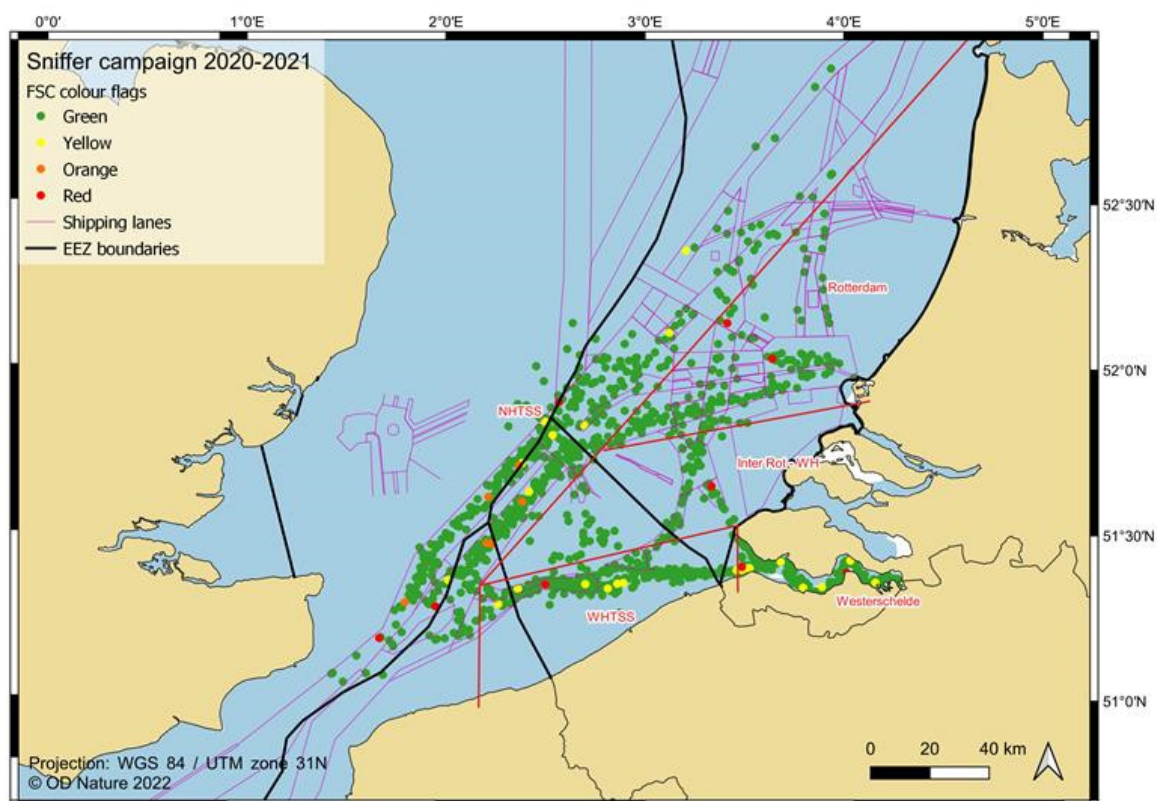 0°0'
1°0'E
2°0'E
3°0'E
4°0'E
5°0'E
Sniffer campaign 2020-2021
FSC colour flags
Green
Yellow
Orange
Red
Shipping lanes
EEZ boundaries
52°30'N
Rotterdam
52°0'N
NHTSS
Inter Rot.- WH
51°30'N
Westerschelde
WHTSS
51°0'N
0 20 40 km
Projection: WGS 84 / UTM zone 31N
© OD Nature 2022